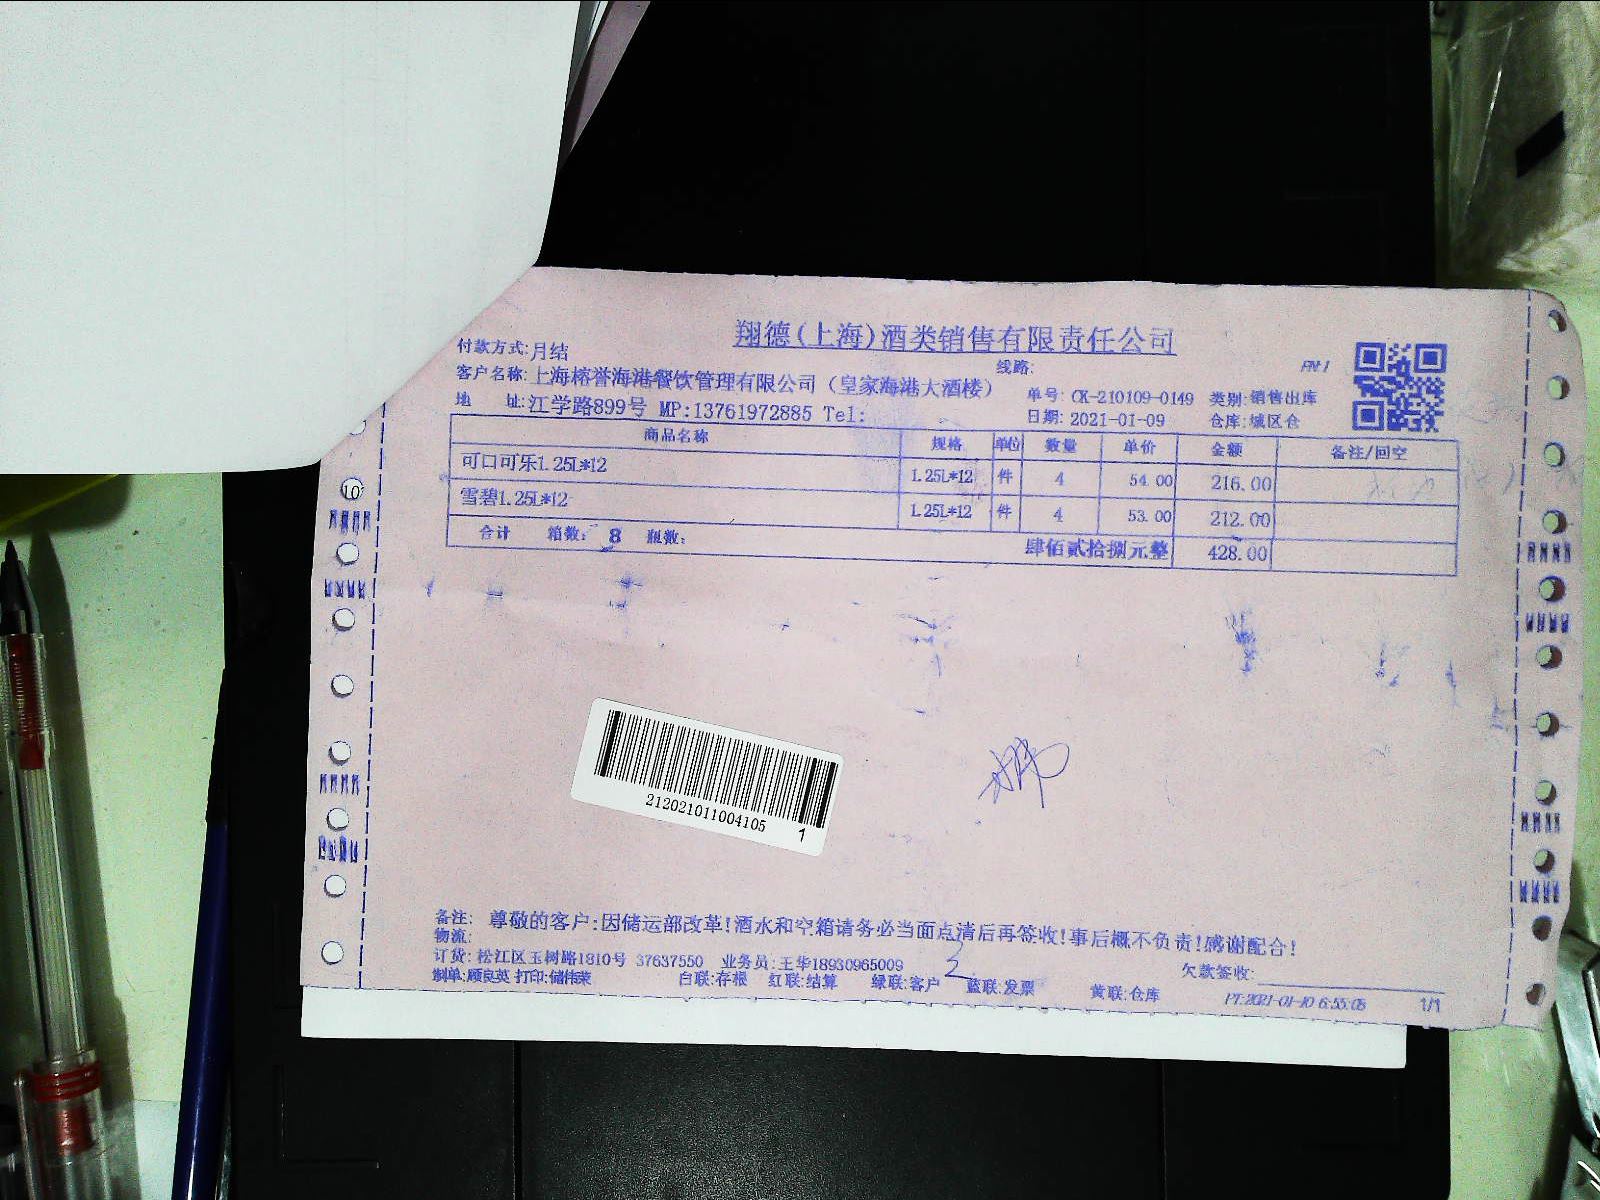 翔德(上海)酒类销售有限责任公司
付款方式:月结
线路:
客户名称:上海榕誉海港餐饮管理有限公司（皇家海港大酒楼）
单号: CK-210109-0149 类别:销售出库
地 址:江学路899号 MP:13761972885 Tel:
日期: 2021-01-09 仓库:城区仓
商品名称 规格 单位 数量 单价 金额 备注/回空
可口可乐1.25L*12 1.25L*12 件 4 54.00 216.00
雪碧1.25L*12 1.25L*12 件 4 53.00 212.00
合计 箱数: 8 瓶数: 肆佰贰拾捌元整 428.00
212021011004105 1
备注: 尊敬的客户:因储运部改革!酒水和空箱请务必当面点清后再签收!事后概不负责!感谢配合!
物流:
订货: 松江区玉树路1810号 37637550 业务员:王华18930965009
欠款签收:
制单:顾良英 打印:储伟荣 白联:存根 红联:结算 绿联:客户 蓝联:发票 黄联:仓库 PT:2021-01-10 6:55:08 1/1